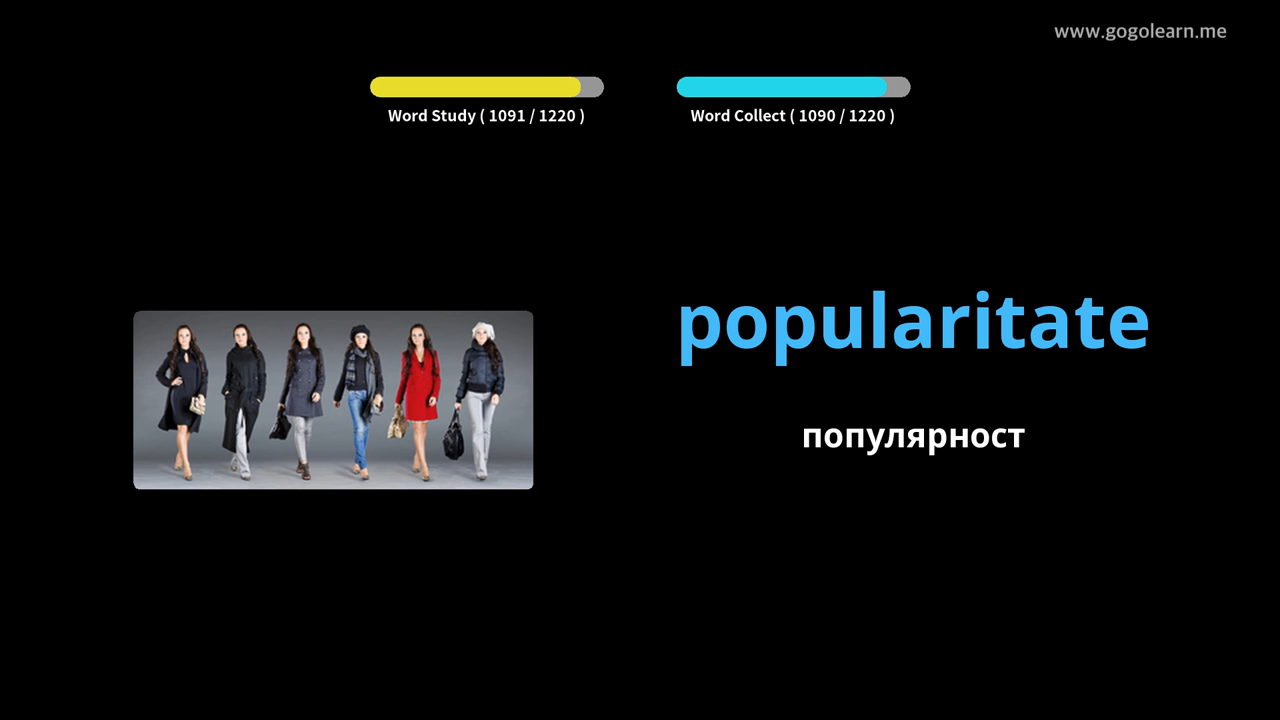 www.gogolearn.me
Word Study ( 1091 / 1220 )
Word Collect ( 1090 / 1220 )
popularitate
популярност